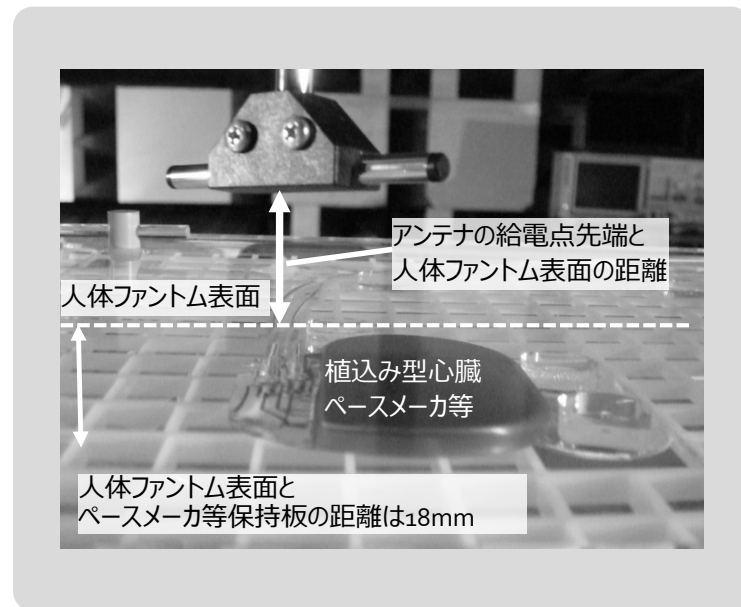 アンテナの給電点先端と
人体ファントム表面の距離
人体ファントム表面
植込み型心臓
ペースメーカ等
人体ファントム表面と
ペースメーカ等保持板の距離は18mm